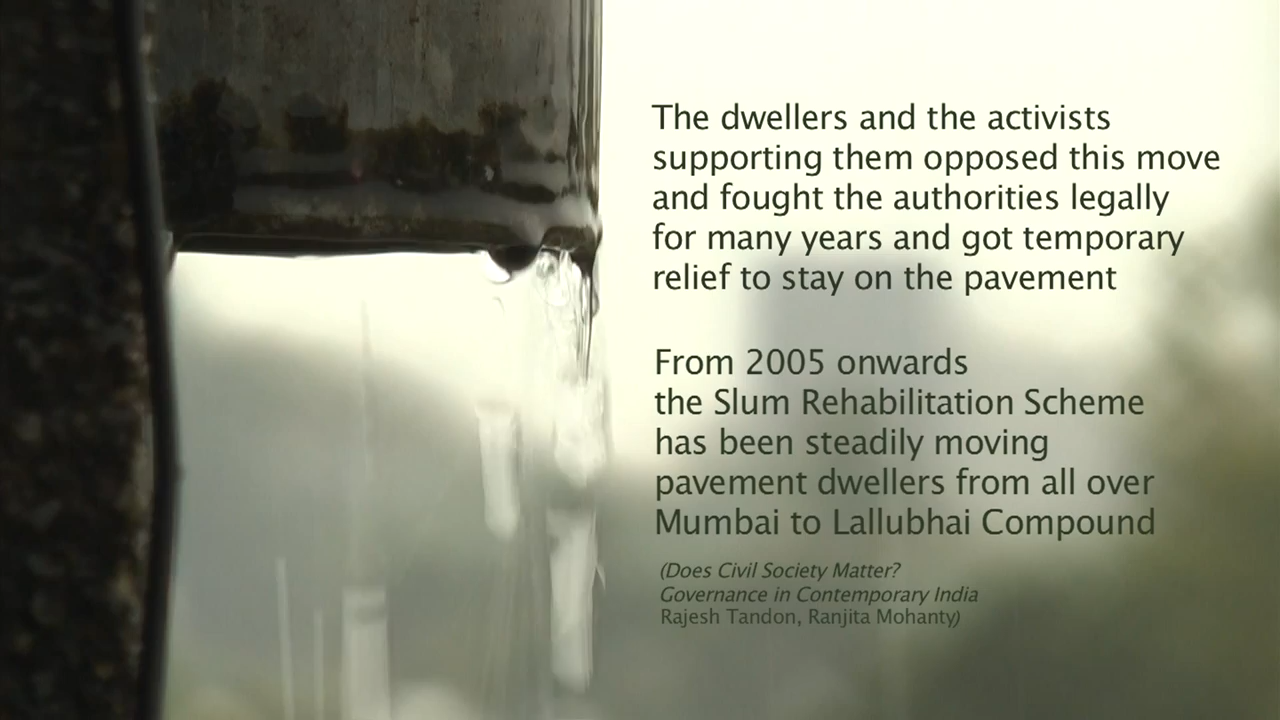 The dwellers and the activists
supporting them opposed this move
and fought the authorities legally
for many years and got temporary
relief to stay on the pavement
From 2005 onwards
the Slum Rehabilitation Scheme
has been steadily moving
pavement dwellers from all over
Mumbai to Lallubhai Compound
(Does Civil Society Matter?
Governance in Contemporary India
Rajesh Tandon, Ranjita Mohanty)